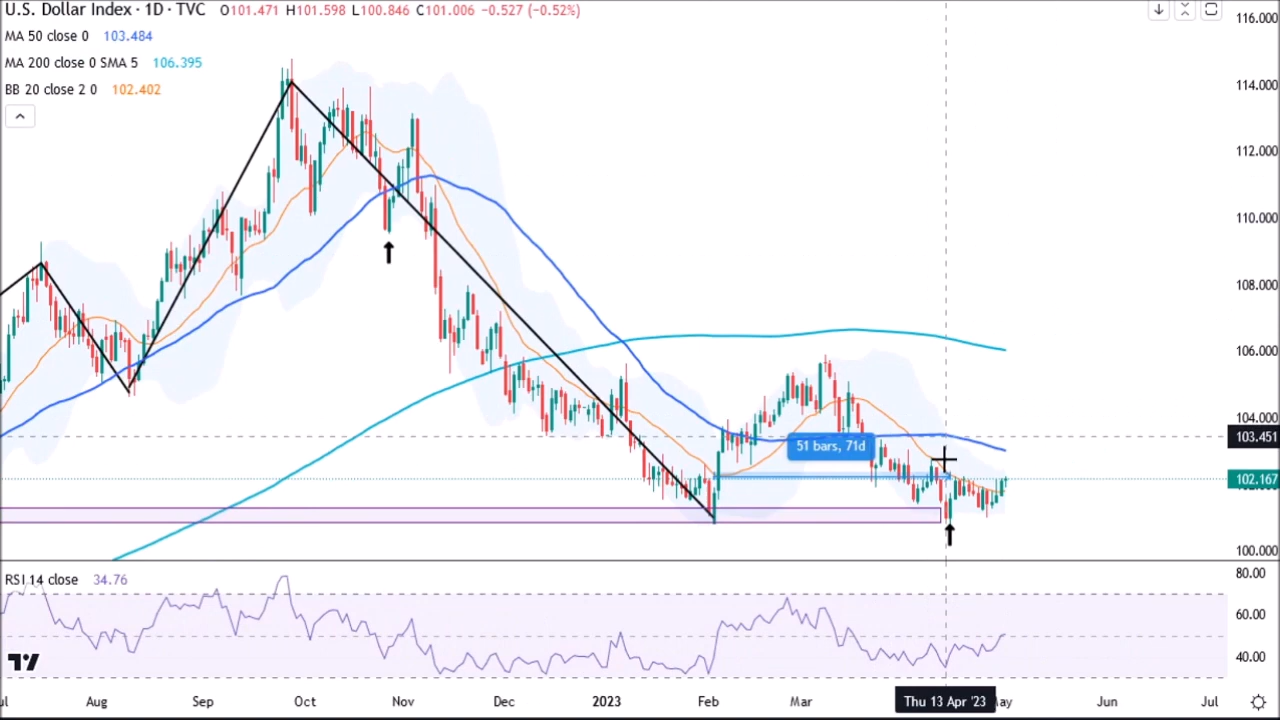 U.S. Dollar Index · 1D · TVC O101.471 H101.598 L100.846 C101.006 −0.527 (−0.52%)
MA 50 close 0 103.484
MA 200 close 0 SMA 5 106.395
BB 20 close 2 0 102.402
116.000
114.000
112.000
110.000
108.000
106.000
104.000
103.451
51 bars, 71d
102.167
100.000
RSI 14 close 34.76
80.00
60.00
40.00
Aug Sep Oct Nov Dec 2023 Feb Mar Thu 13 Apr '23 Jun Jul